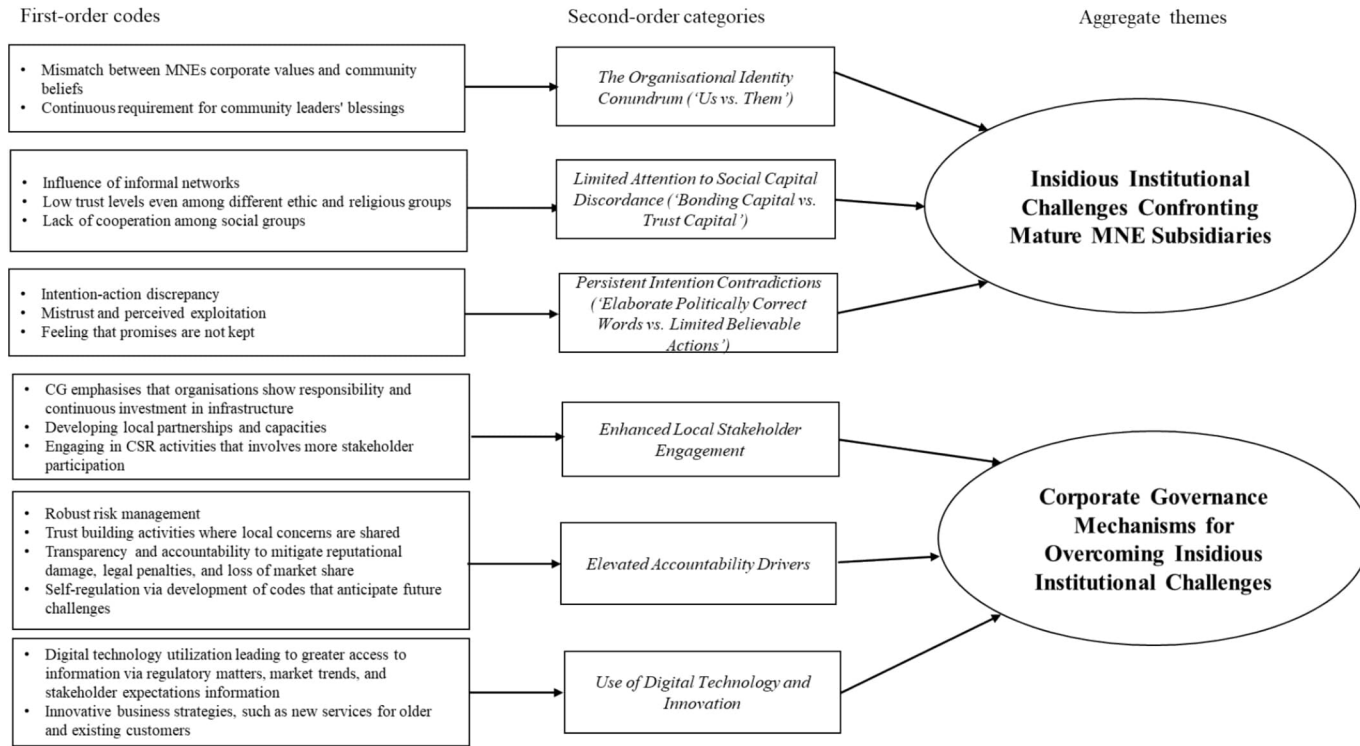 First-order codes
Second-order categories
Aggregate themes
• Mismatch between MNEs corporate values and community
beliefs
• Continuous requirement for community leaders' blessings
The Organisational Identity
Conundrum (‘Us vs. Them’)
• Influence of informal networks
• Low trust levels even among different ethic and religious groups
• Lack of cooperation among social groups
Limited Attention to Social Capital
Discordance (‘Bonding Capital vs.
Trust Capital’)
• Intention-action discrepancy
• Mistrust and perceived exploitation
• Feeling that promises are not kept
Persistent Intention Contradictions
(‘Elaborate Politically Correct
Words vs. Limited Believable
Actions’)
Insidious Institutional
Challenges Confronting
Mature MNE Subsidiaries
• CG emphasises that organisations show responsibility and
continuous investment in infrastructure
• Developing local partnerships and capacities
• Engaging in CSR activities that involves more stakeholder
participation
Enhanced Local Stakeholder
Engagement
• Robust risk management
• Trust building activities where local concerns are shared
• Transparency and accountability to mitigate reputational
damage, legal penalties, and loss of market share
• Self-regulation via development of codes that anticipate future
challenges
Elevated Accountability Drivers
• Digital technology utilization leading to greater access to
information via regulatory matters, market trends, and
stakeholder expectations information
• Innovative business strategies, such as new services for older
and existing customers
Use of Digital Technology and
Innovation
Corporate Governance
Mechanisms for
Overcoming Insidious
Institutional Challenges